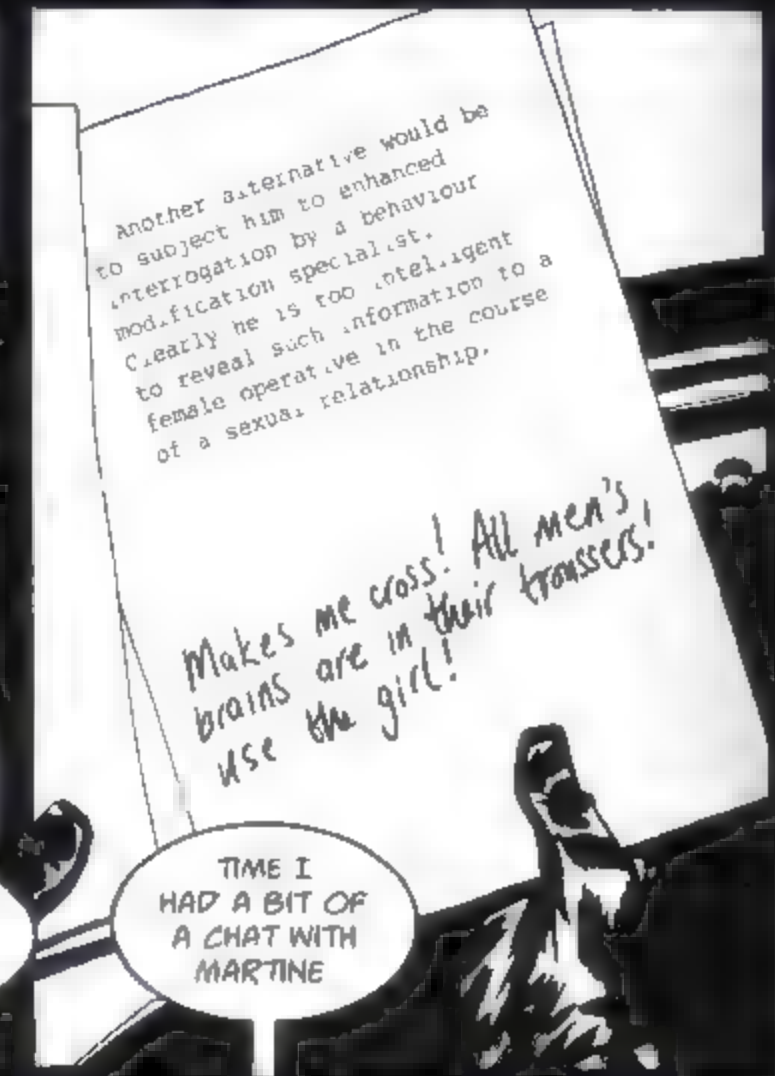 Another alternative would be
to subject him to enhanced
interrogation by a behaviour
modification specialist.
Clearly he is too intelligent
to reveal such information to a
female operative in the course
of a sexual relationship.
Makes me cross! All men's
brains are in their troussers!
use the girl!
TIME I
HAD A BIT OF
A CHAT WITH
MARTINE